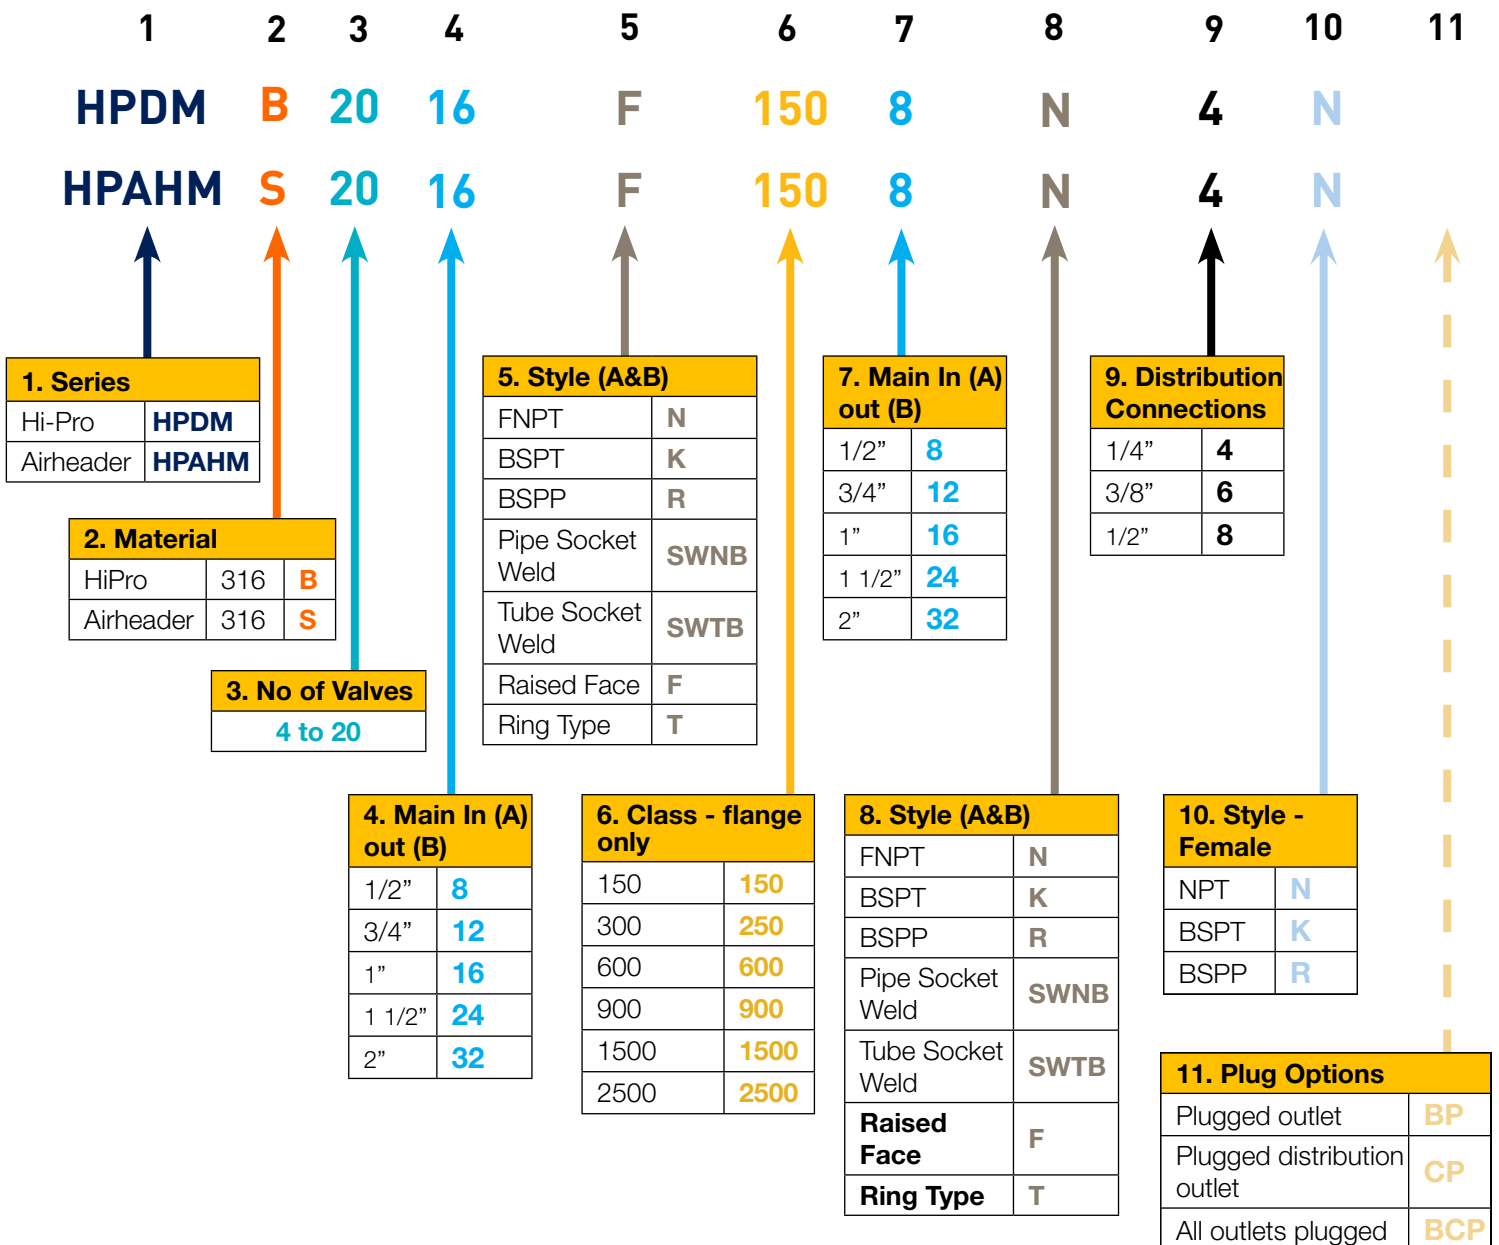 1 2 3 4 5 6 7 8 9 10 11
HPDM B 20 16 F 150 8 N 4 N
HPAHM S 20 16 F 150 8 N 4 N
1. Series
Hi-Pro HPDM
Airheader HPAHM
2. Material
HiPro 316 B
Airheader 316 S
3. No of Valves
4 to 20
4. Main In (A)
out (B)
1/2” 8
3/4” 12
1” 16
1 1/2” 24
2” 32
5. Style (A&B)
FNPT N
BSPT K
BSPP R
Pipe Socket
Weld SWNB
Tube Socket
Weld SWTB
Raised Face F
Ring Type T
6. Class - flange
only
150 150
300 250
600 600
900 900
1500 1500
2500 2500
7. Main In (A)
out (B)
1/2” 8
3/4” 12
1” 16
1 1/2” 24
2” 32
8. Style (A&B)
FNPT N
BSPT K
BSPP R
Pipe Socket
Weld SWNB
Tube Socket
Weld SWTB
Raised
Face F
Ring Type T
9. Distribution
Connections
1/4” 4
3/8” 6
1/2” 8
10. Style -
Female
NPT N
BSPT K
BSPP R
11. Plug Options
Plugged outlet BP
Plugged distribution
outlet CP
All outlets plugged BCP